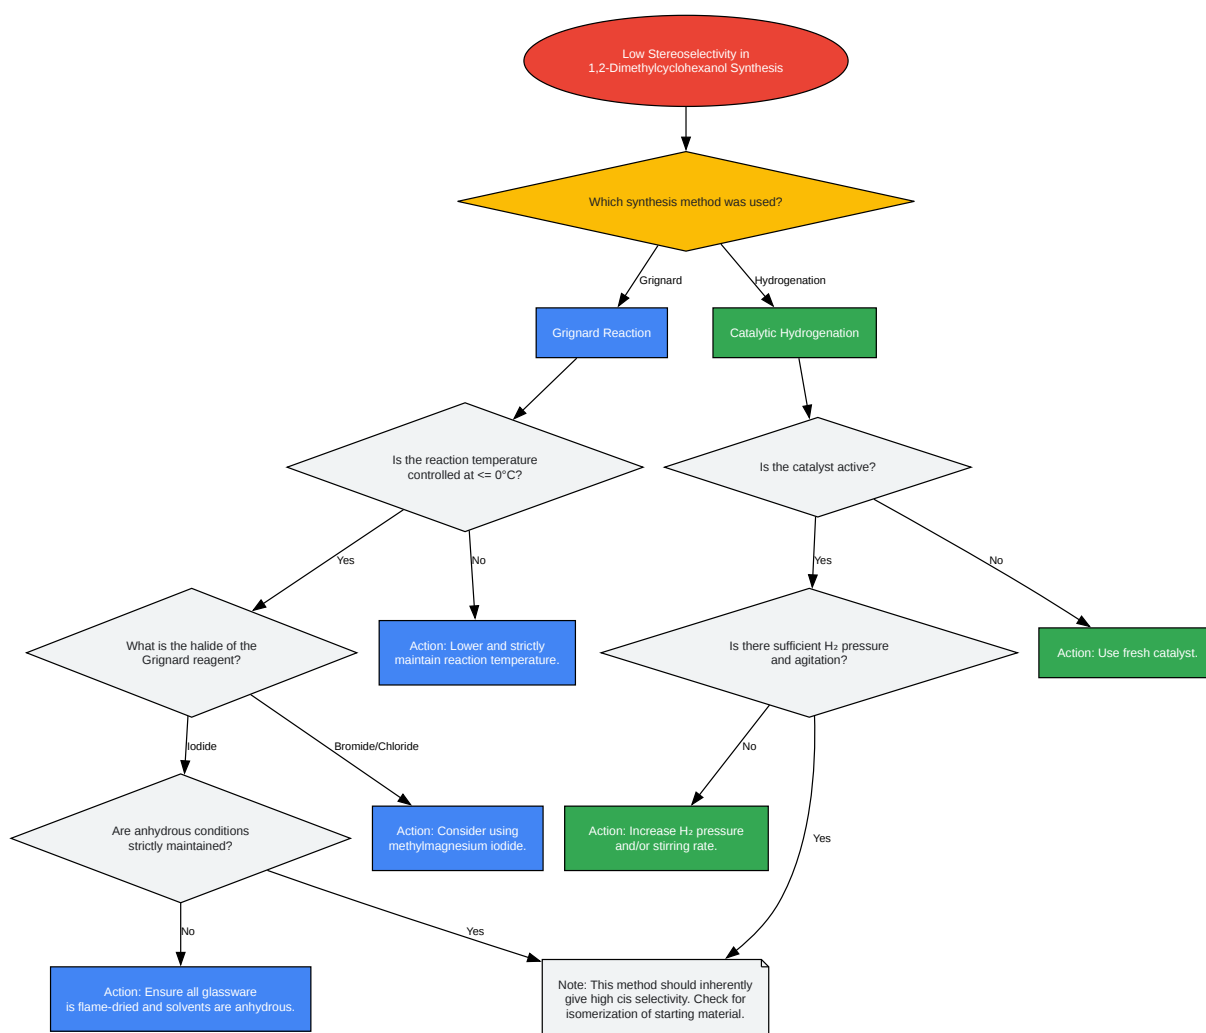 Low Stereoselectivity in
1,2-Dimethylcyclohexanol Synthesis
Which synthesis method was used?
Grignard
Hydrogenation
Grignard Reaction
Catalytic Hydrogenation
Is the reaction temperature
controlled at <= 0°C?
Is the catalyst active?
Yes
No
Yes
No
What is the halide of the
Grignard reagent?
Action: Lower and strictly
maintain reaction temperature.
Is there sufficient H₂ pressure
and agitation?
Action: Use fresh catalyst.
Iodide
Bromide/Chloride
No
Yes
Are anhydrous conditions
strictly maintained?
Action: Consider using
methylmagnesium iodide.
Action: Increase H₂ pressure
and/or stirring rate.
No
Yes
Action: Ensure all glassware
is flame-dried and solvents are anhydrous.
Note: This method should inherently
give high cis selectivity. Check for
isomerization of starting material.